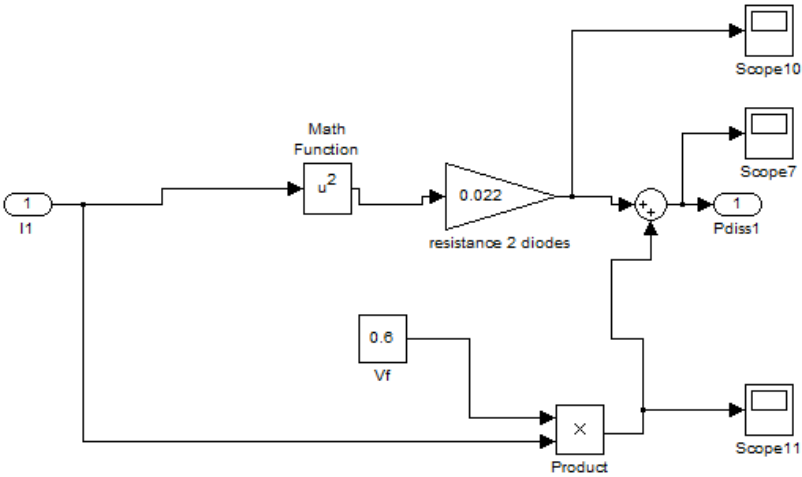 Scope10
Math
Function
u2
0.022
resistance 2 diodes
Scope7
1
I1
+
+
1
Pdiss1
0.6
Vf
×
Product
Scope11